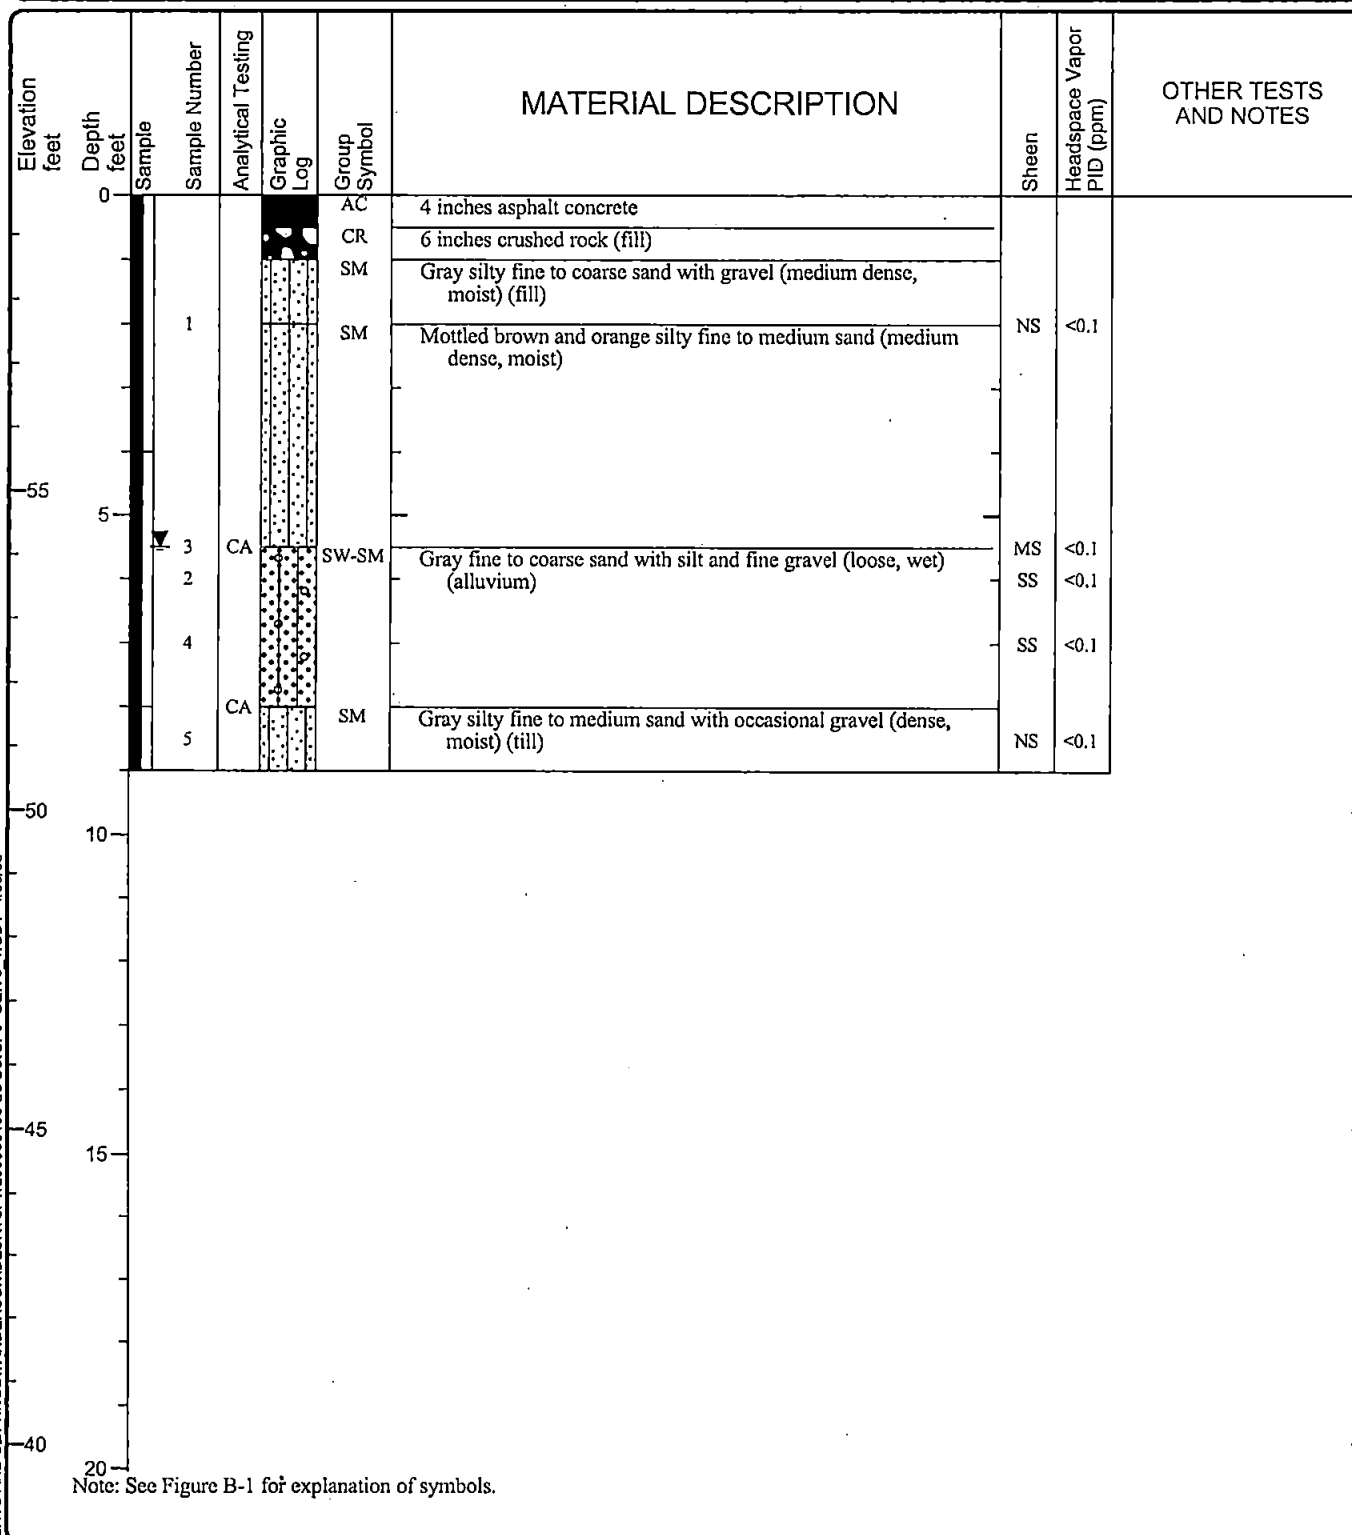 Elevation
feet
Depth
feet
Sample
Sample Number
Analytical Testing
Graphic
Log
Group
Symbol
MATERIAL DESCRIPTION
Sheen
Headspace Vapor
PID (ppm)
OTHER TESTS
AND NOTES
0
AC 4 inches asphalt concrete
CR 6 inches crushed rock (fill)
SM Gray silty fine to coarse sand with gravel (medium dense,
moist) (fill)
1 NS <0.1
SM Mottled brown and orange silty fine to medium sand (medium
dense, moist)
55
5
3 CA MS <0.1
SW-SM Gray fine to coarse sand with silt and fine gravel (loose, wet)
2 (alluvium) SS <0.1
4 SS <0.1
CA
SM Gray silty fine to medium sand with occasional gravel (dense,
5 moist) (till) NS <0.1
50
10
45
15
40
20
Note: See Figure B-1 for explanation of symbols.